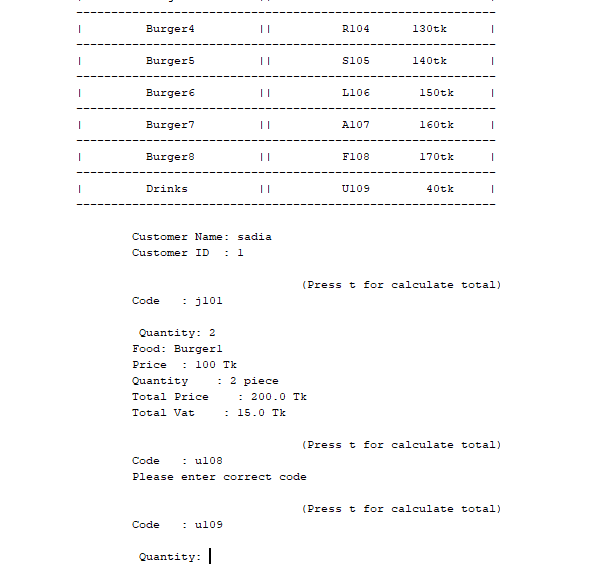 | Burger4 || R104 130tk |
| Burger5 || S105 140tk |
| Burger6 || L106 150tk |
| Burger7 || A107 160tk |
| Burger8 || F108 170tk |
| Drinks || U109 40tk |
Customer Name: sadia
Customer ID : 1
(Press t for calculate total)
Code : j101
Quantity: 2
Food: Burger1
Price : 100 Tk
Quantity : 2 piece
Total Price : 200.0 Tk
Total Vat : 15.0 Tk
(Press t for calculate total)
Code : u108
Please enter correct code
(Press t for calculate total)
Code : u109
Quantity: